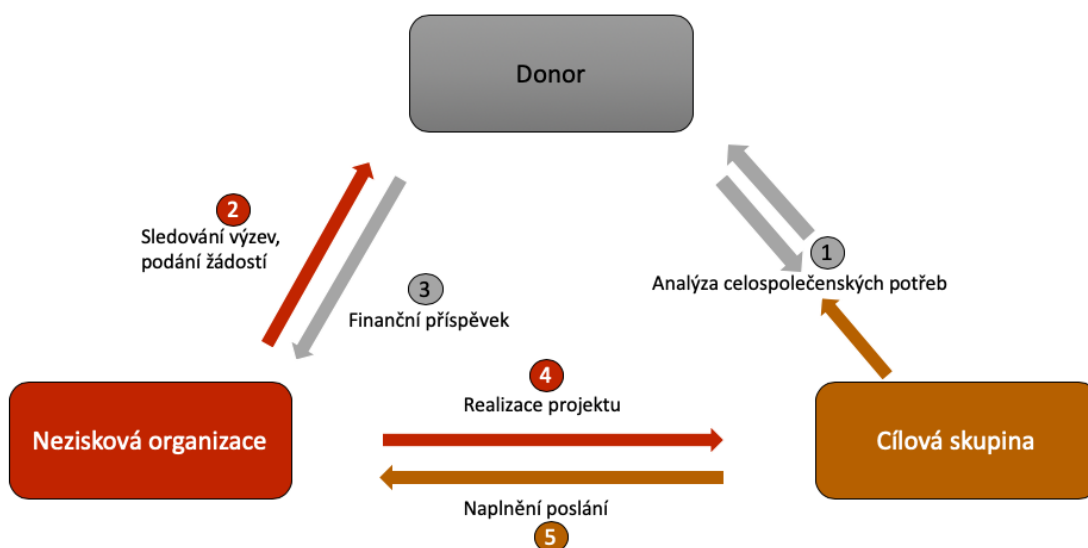 Donor
2
Sledování výzev,
podání žádostí
1
Analýza celospolečenských potřeb
3
Finanční příspěvek
4
Realizace projektu
Nezisková organizace
Cílová skupina
Naplnění poslání
5